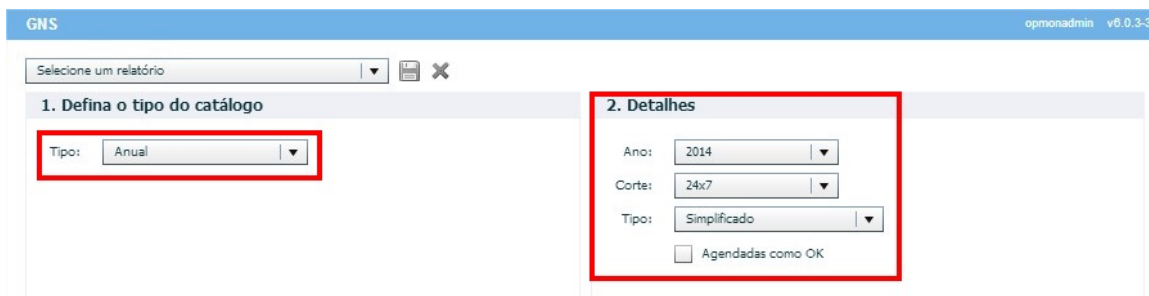 GNS opmonadmin v6.0.3-3
Selecione um relatório
1. Defina o tipo do catálogo
Tipo: Anual
2. Detalhes
Ano: 2014
Corte: 24x7
Tipo: Simplificado
Agendadas como OK